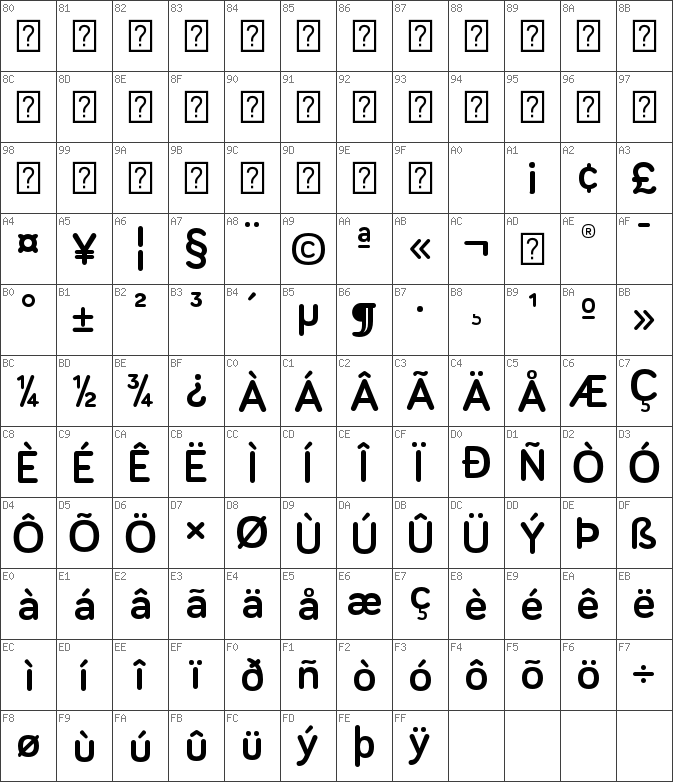 80 81 82 83 84 85 86 87 88 89 8A 8B
? ? ? ? ? ? ? ? ? ? ? ?
8C 8D 8E 8F 90 91 92 93 94 95 96 97
? ? ? ? ? ? ? ? ? ? ? ?
98 99 9A 9B 9C 9D 9E 9F A0 A1 A2 A3
? ? ? ? ? ? ? ? ¡ ¢ £
A4 A5 A6 A7 A8 A9 AA AB AC AD AE AF
¤ ¥ ¦ § ¨ © ª « ¬ ? ® ¯
B0 B1 B2 B3 B4 B5 B6 B7 B8 B9 BA BB
° ± ² ³ ´ µ ¶ · ¸ ¹ º »
BC BD BE BF C0 C1 C2 C3 C4 C5 C6 C7
¼ ½ ¾ ¿ À Á Â Ã Ä Å Æ Ç
C8 C9 CA CB CC CD CE CF D0 D1 D2 D3
È É Ê Ë Ì Í Î Ï Ð Ñ Ò Ó
D4 D5 D6 D7 D8 D9 DA DB DC DD DE DF
Ô Õ Ö × Ø Ù Ú Û Ü Ý Þ ß
E0 E1 E2 E3 E4 E5 E6 E7 E8 E9 EA EB
à á â ã ä å æ ç è é ê ë
EC ED EE EF F0 F1 F2 F3 F4 F5 F6 F7
ì í î ï ð ñ ò ó ô õ ö ÷
F8 F9 FA FB FC FD FE FF
ø ù ú û ü ý þ ÿ